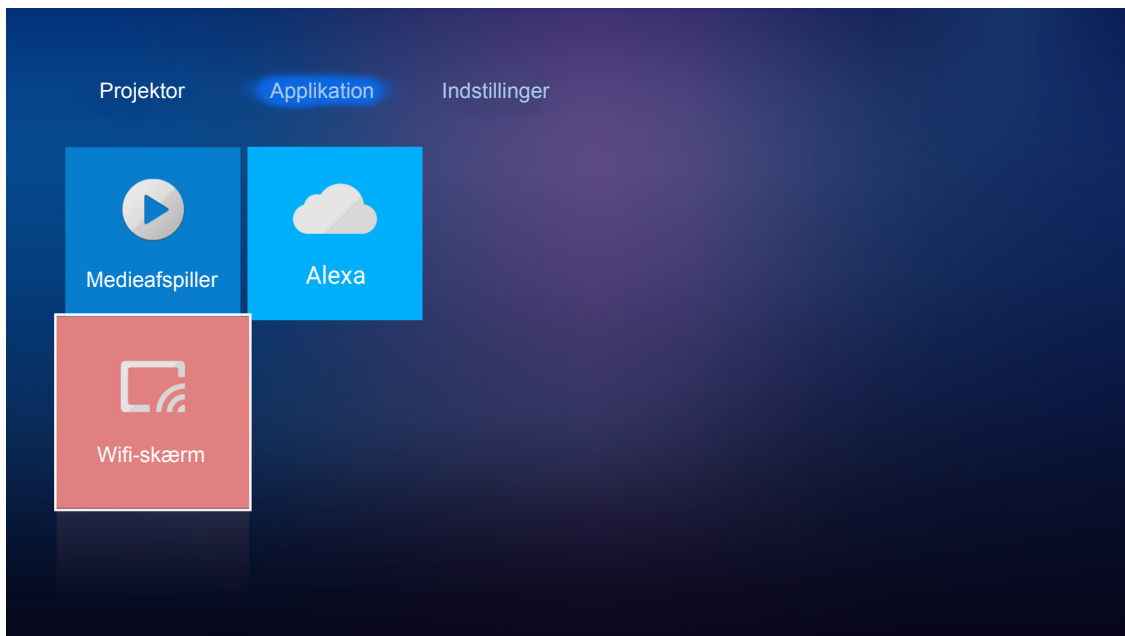 Projektor
Applikation
Indstillinger
Medieafspiller
Alexa
Wifi-skærm